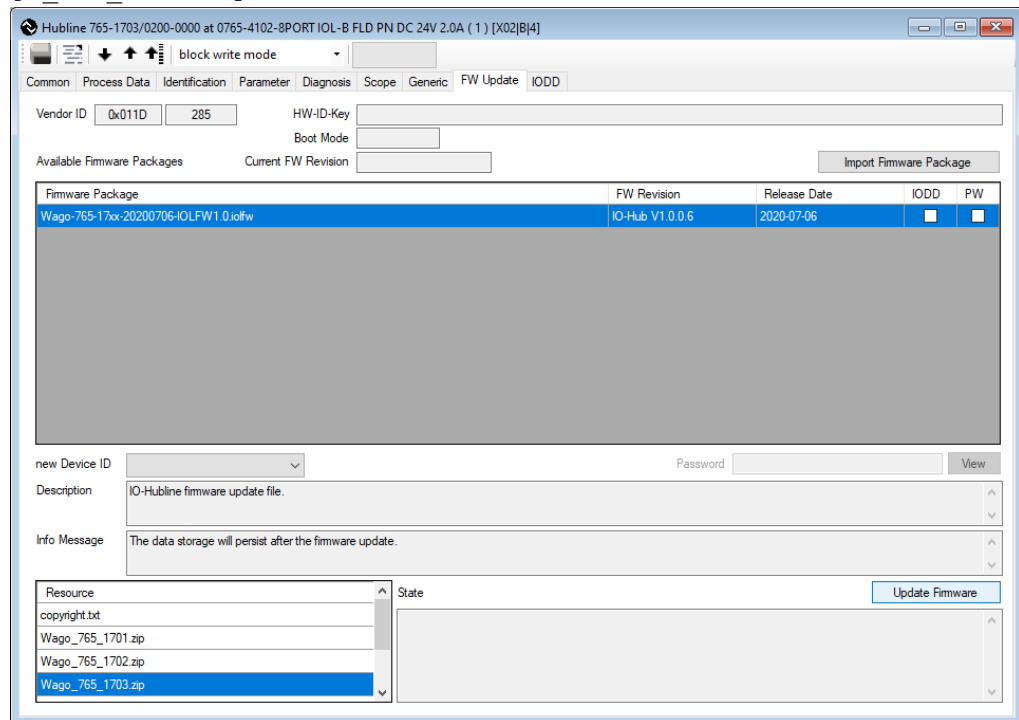 Hubline 765-1703/0200-0000 at 0765-4102-8PORT IOL-B FLD PN DC 24V 2.0A ( 1 ) [X02|B|4]
block write mode
Common Process Data Identification Parameter Diagnosis Scope Generic FW Update IODD
Vendor ID 0x011D 285 HW-ID-Key
Boot Mode
Available Firmware Packages Current FW Revision Import Firmware Package
Firmware Package FW Revision Release Date IODD PW
Wago-765-17xx-20200706-IOLFW1.0.iolfw IO-Hub V1.0.0.6 2020-07-06
new Device ID Password View
Description IO-Hubline firmware update file.
Info Message The data storage will persist after the firmware update.
Resource State Update Firmware
copyright.txt
Wago_765_1701.zip
Wago_765_1702.zip
Wago_765_1703.zip